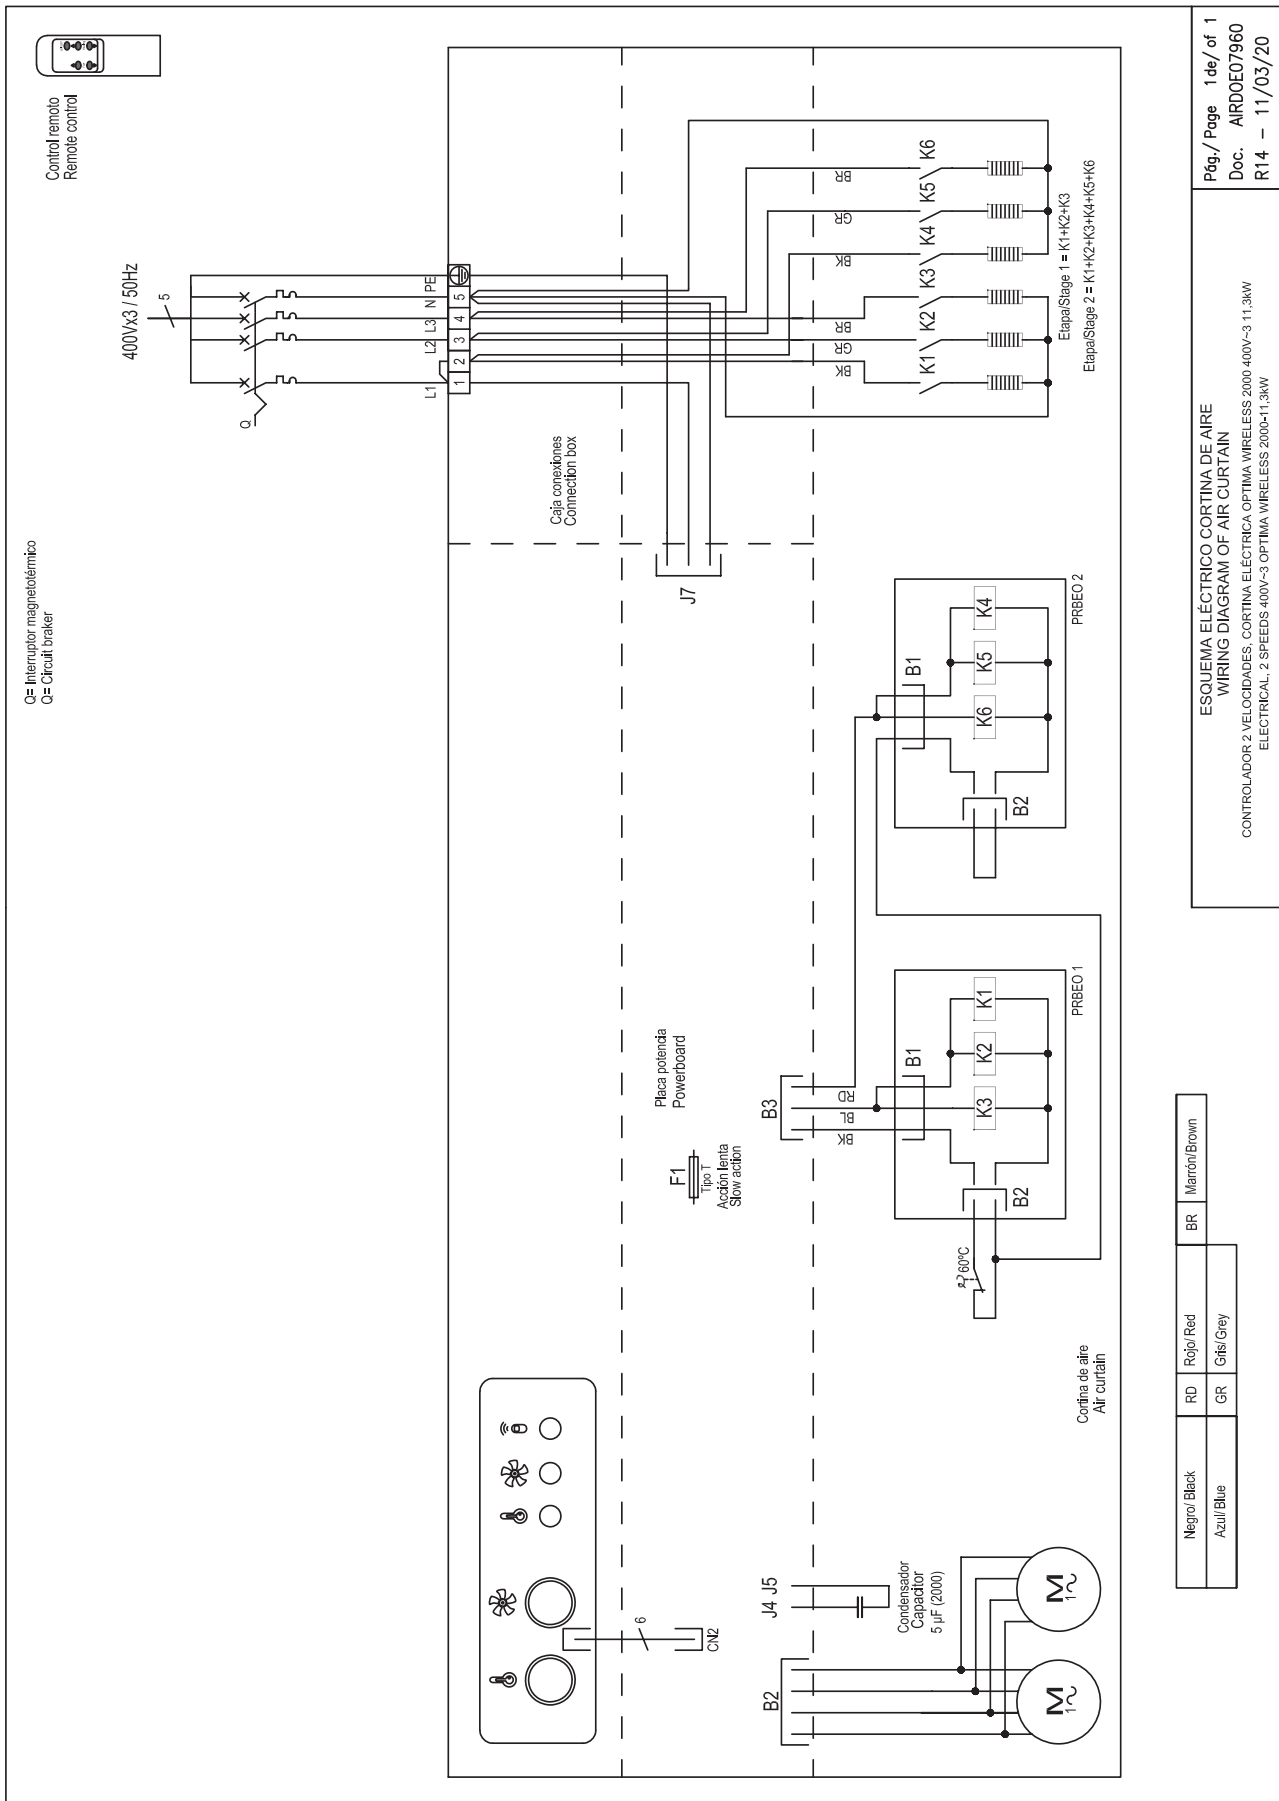 Q= Interruptor magnetotérmico
Q= Circuit braker
Control remoto
Remote control
400Vx3 / 50Hz
5
Q
L1
L2
L3
N
PE
1
2
3
4
5
Caja conexiones
Connection box
J7
BK
GR
BR
BK
GR
BR
K1
K2
K3
K4
K5
K6
Etapa/Stage 1 = K1+K2+K3
Etapa/Stage 2 = K1+K2+K3+K4+K5+K6
6
CN2
Placa potencia
Powerboard
F1
Tipo T
Acción lenta
Slow action
B2
J4
J5
B3
BK
BL
RD
Condensador
Capacitor
5 µF (2000)
M
1
M
1
Cortina de aire
Air curtain
60ºC
B2
B1
K3
K2
K1
PRBEO 1
B2
B1
K6
K5
K4
PRBEO 2
Negro/ Black
RD
Rojo/ Red
BR
Marrón/Brown
Azul/ Blue
GR
Gris/ Grey
ESQUEMA ELÉCTRICO CORTINA DE AIRE
WIRING DIAGRAM OF AIR CURTAIN
CONTROLADOR 2 VELOCIDADES, CORTINA ELÉCTRICA OPTIMA WIRELESS 2000 400V~3 11,3kW
ELECTRICAL, 2 SPEEDS 400V~3 OPTIMA WIRELESS 2000-11,3kW
Pág./ Page 1 de/ of 1
Doc. AIRDOE07960
R14 - 11/03/20